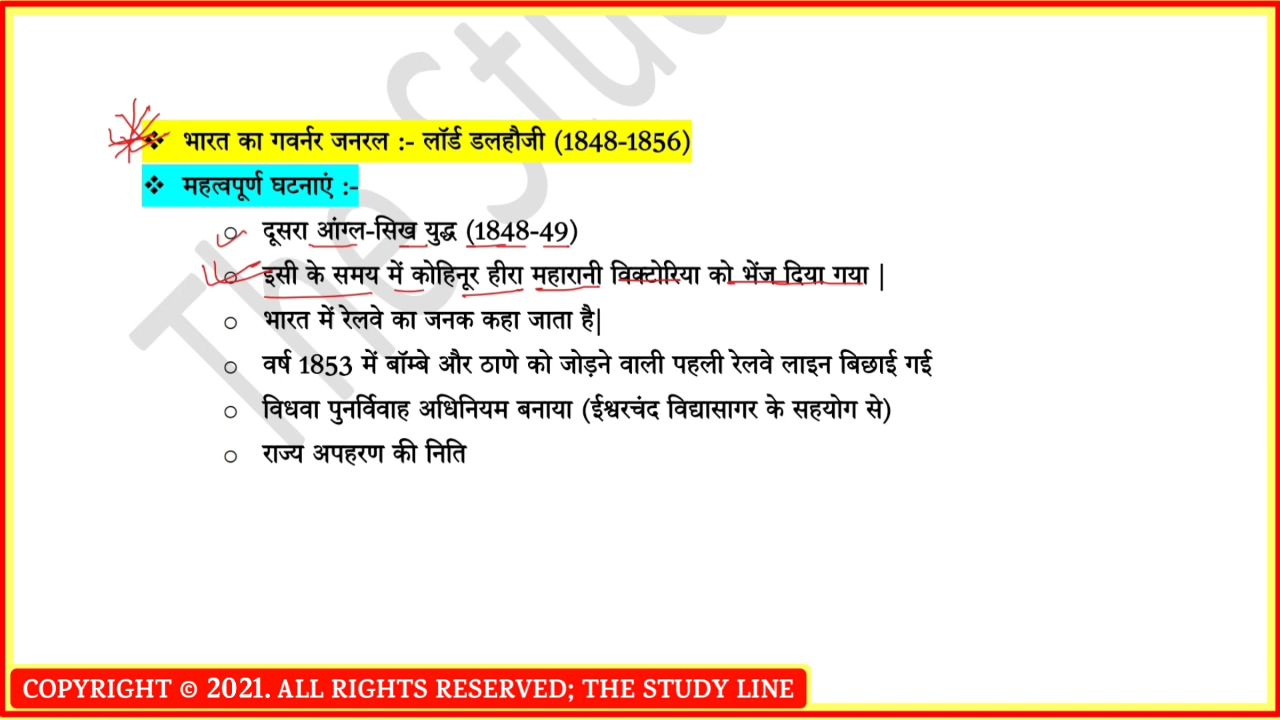 The Stu
❖ भारत का गवर्नर जनरल :- लॉर्ड डलहौजी (1848-1856)
❖ महत्वपूर्ण घटनाएं :-
○ दूसरा आंग्ल-सिख युद्ध (1848-49)
○ इसी के समय में कोहिनूर हीरा महारानी विक्टोरिया को भेंज दिया गया |
○ भारत में रेलवे का जनक कहा जाता है|
○ वर्ष 1853 में बॉम्बे और ठाणे को जोड़ने वाली पहली रेलवे लाइन बिछाई गई
○ विधवा पुनर्विवाह अधिनियम बनाया (ईश्वरचंद विद्यासागर के सहयोग से)
○ राज्य अपहरण की निति
COPYRIGHT © 2021. ALL RIGHTS RESERVED; THE STUDY LINE